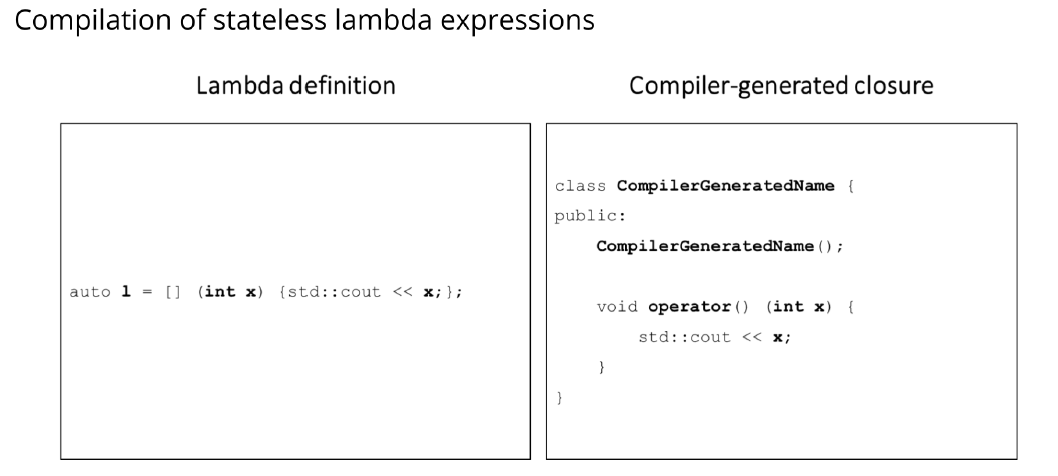 Compilation of stateless lambda expressions
Lambda definition
Compiler-generated closure
auto l = [] (int x) {std::cout << x;};
class CompilerGeneratedName {
public:
CompilerGeneratedName();
void operator() (int x) {
std::cout << x;
}
}